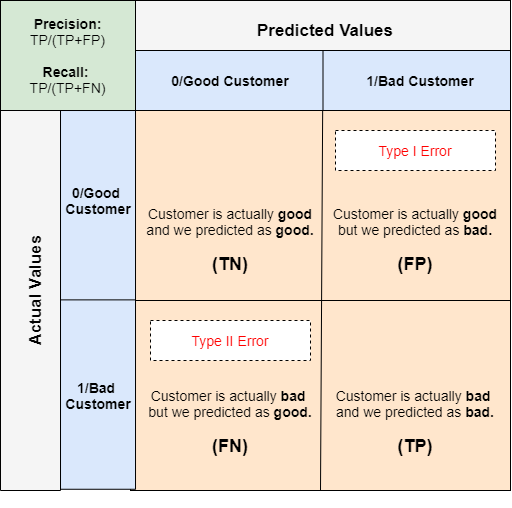 Precision:
TP/(TP+FP)
Recall:
TP/(TP+FN)
Predicted Values
0/Good Customer
1/Bad Customer
Actual Values
0/Good
Customer
Customer is actually good
and we predicted as good.
(TN)
Type I Error
Customer is actually good
but we predicted as bad.
(FP)
1/Bad
Customer
Type II Error
Customer is actually bad
but we predicted as good.
(FN)
Customer is actually bad
and we predicted as bad.
(TP)